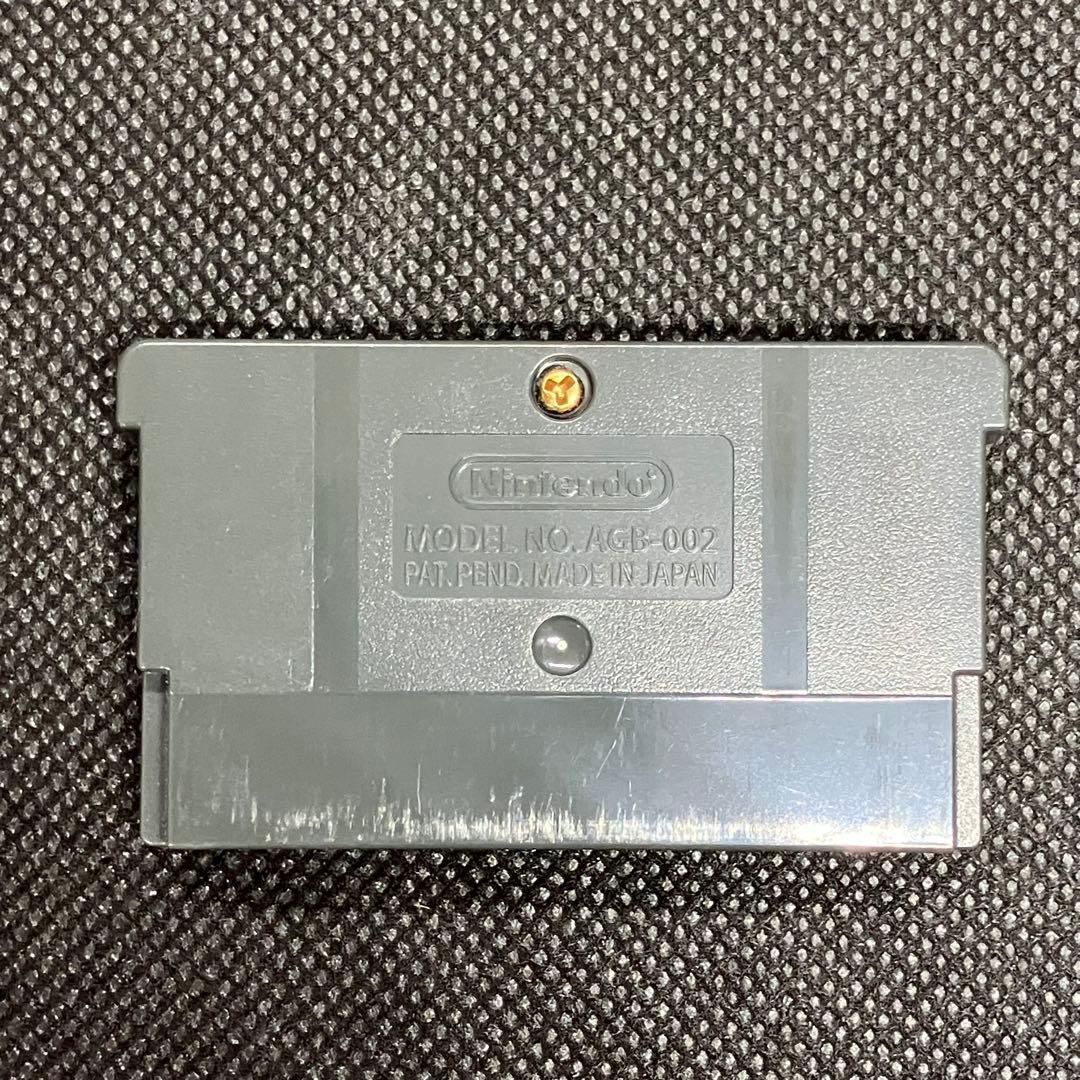 Nintendo
MODEL NO. AGB-002
PAT. PEND. MADE IN JAPAN